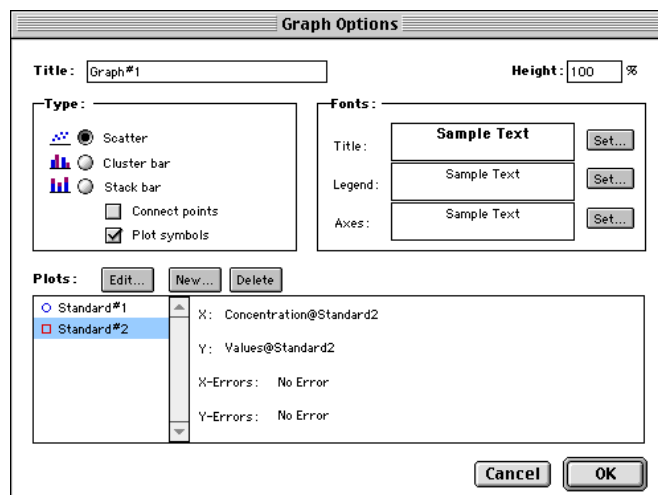 Graph Options
Title: Graph#1 Height: 100 %
Type:
Scatter
Cluster bar
Stack bar
Connect points
Plot symbols
Fonts:
Title: Sample Text Set...
Legend: Sample Text Set...
Axes: Sample Text Set...
Plots: Edit... New... Delete
Standard#1
Standard#2
X: Concentration@Standard2
Y: Values@Standard2
X-Errors: No Error
Y-Errors: No Error
Cancel OK